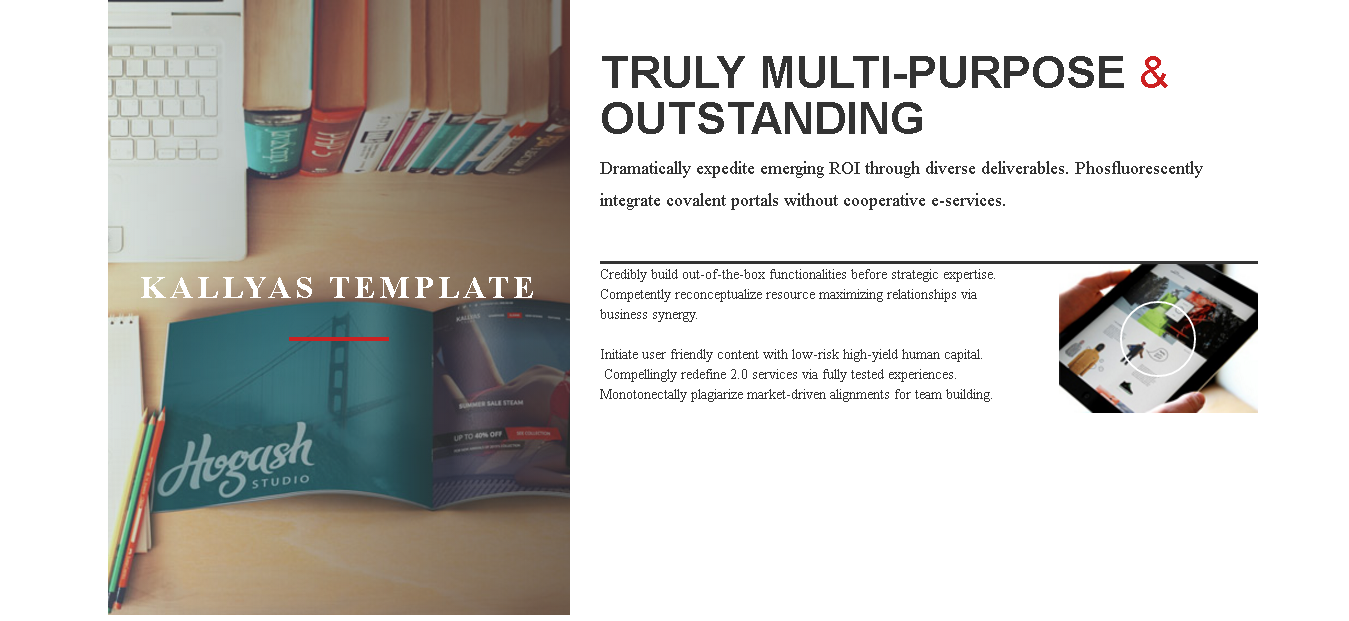 KALLYAS TEMPLATE
KALLYAS
SUMMER SALE STEAM
UP TO 40% OFF
Hogash
STUDIO
TRULY MULTI-PURPOSE &
OUTSTANDING
Dramatically expedite emerging ROI through diverse deliverables. Phosfluorescently
integrate covalent portals without cooperative e-services.
Credibly build out-of-the-box functionalities before strategic expertise.
Competently reconceptualize resource maximizing relationships via
business synergy.
Initiate user friendly content with low-risk high-yield human capital.
Compellingly redefine 2.0 services via fully tested experiences.
Monotonectally plagiarize market-driven alignments for team building.